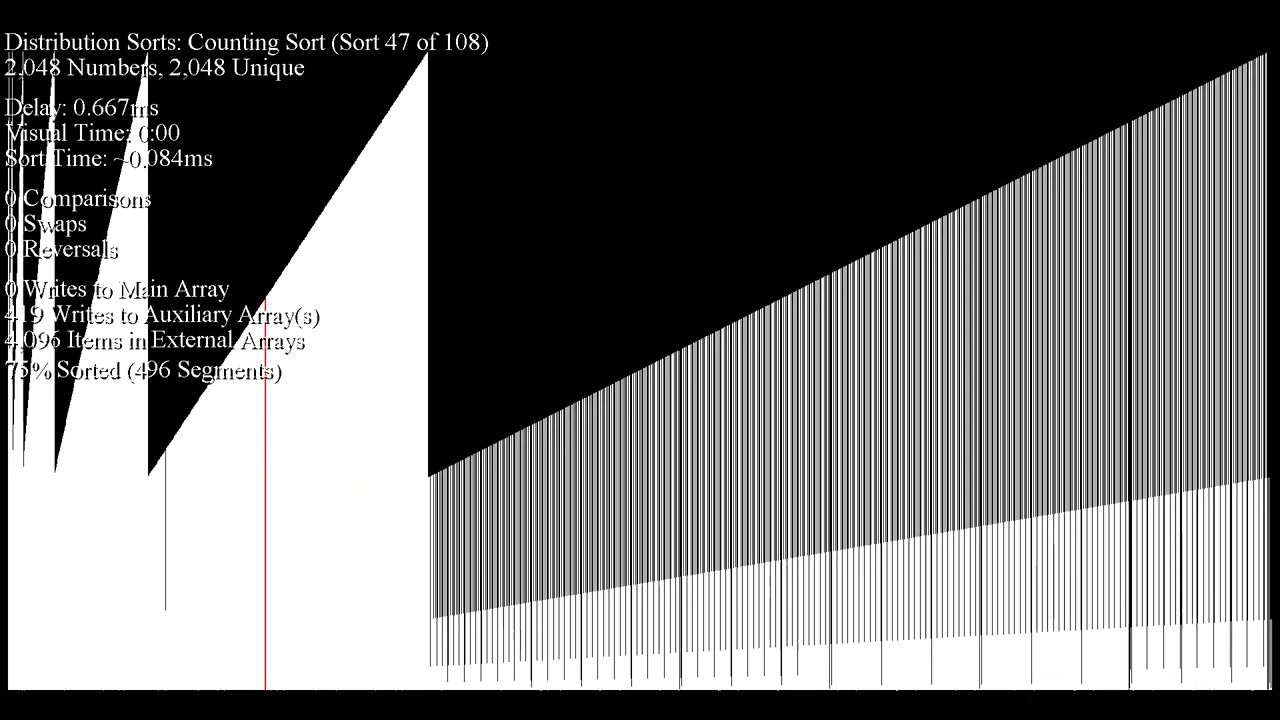 Distribution Sorts: Counting Sort (Sort 47 of 108)
2,048 Numbers, 2,048 Unique
Delay: 0.667ms
Visual Time: 0:00
Sort Time: ~0.084ms
0 Comparisons
0 Swaps
0 Reversals
0 Writes to Main Array
419 Writes to Auxiliary Array(s)
4,096 Items in External Arrays
75% Sorted (496 Segments)